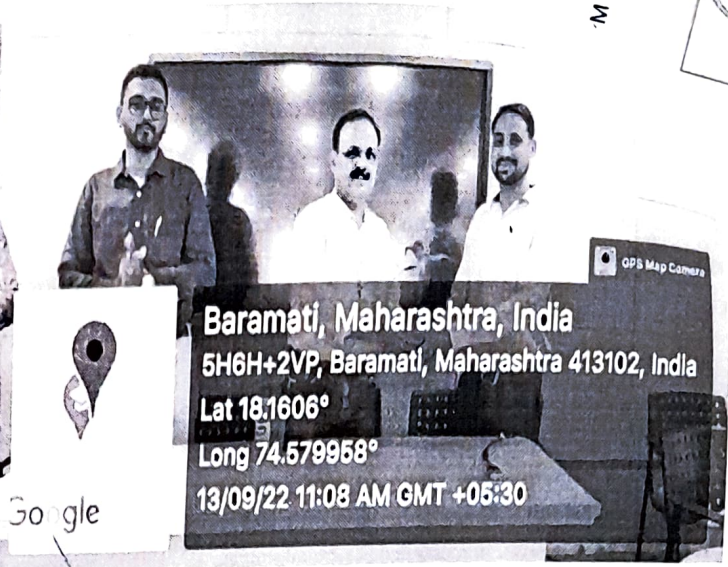 M.
GPS Map Camera
Baramati, Maharashtra, India
5H6H+2VP, Baramati, Maharashtra 413102, India
Lat 18.1606°
Long 74.579958°
13/09/22 11:08 AM GMT +05:30
Google